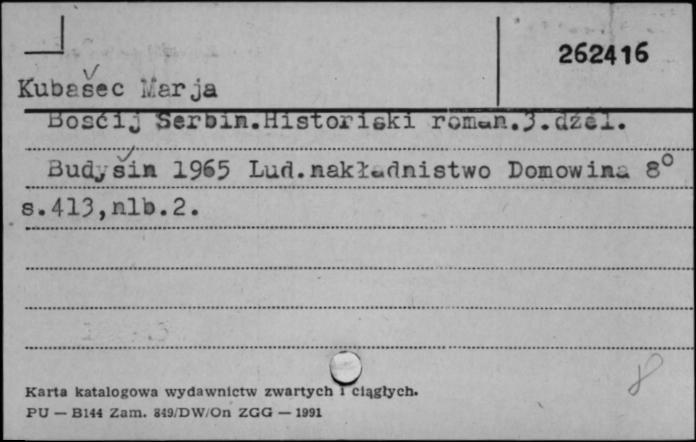 262416
Kubašec Marja
Bosćij Serbin.Historiski roman.3.dźěl.
Budyšin 1965 Lud.nakładnistwo Domowina 8°
s.413,nlb.2.
8
Karta katalogowa wydawnictw zwartych i ciągłych.
PU — B144 Zam. 849/DW/On ZGG — 1991